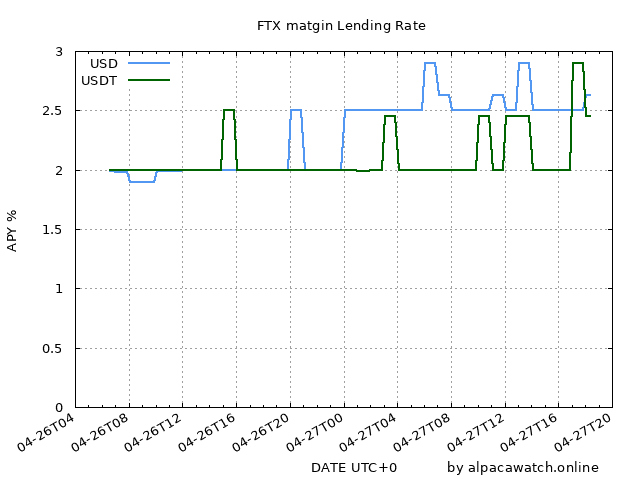 FTX matgin Lending Rate
USD
USDT
3
2.5
2
1.5
1
0.5
0
APY %
04-26T04
04-26T08
04-26T12
04-26T16
04-26T20
04-27T00
04-27T04
04-27T08
04-27T12
04-27T16
04-27T20
DATE UTC+0
by alpacawatch.online